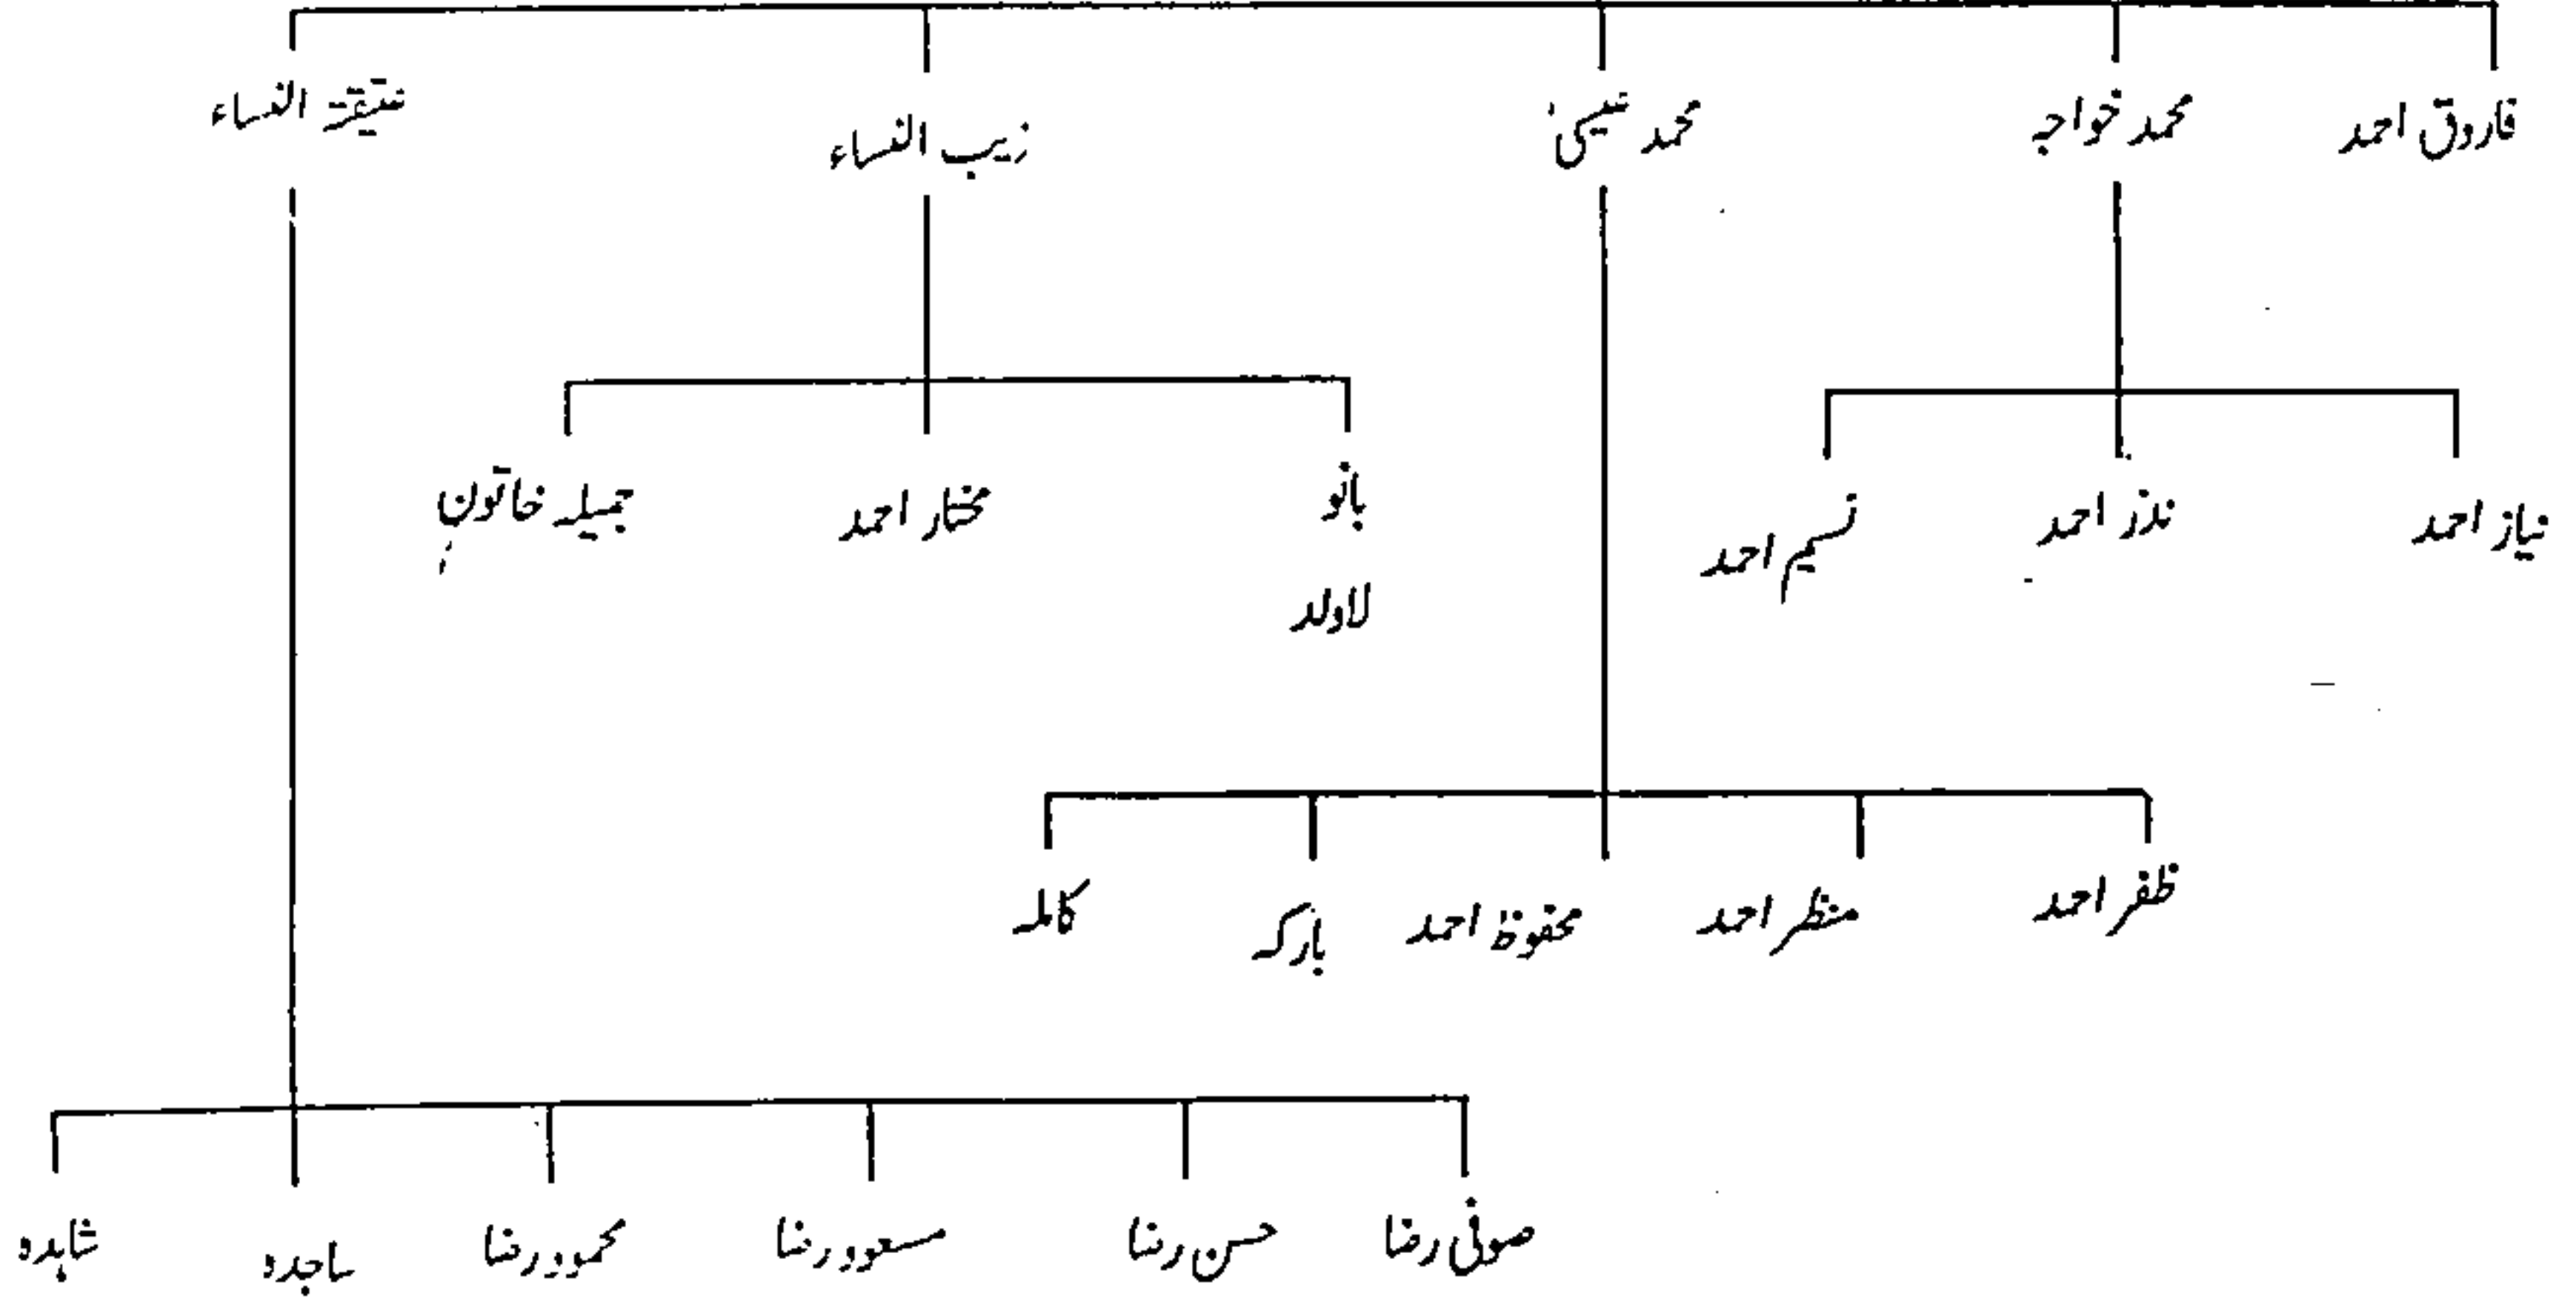 فاروق احمد
محمد خواجہ
محمد عیسیٰ
زیب النساء
عتیقۃ النساء
نیاز احمد
نذر احمد
نسیم احمد
بانو
لاولد
مختار احمد
جمیلہ خاتون
ظفر احمد
منظر احمد
محفوظ احمد
بارکہ
کاملہ
صوفی رضا
حسن رضا
مسعود رضا
محمود رضا
ساجدہ
شاہدہ